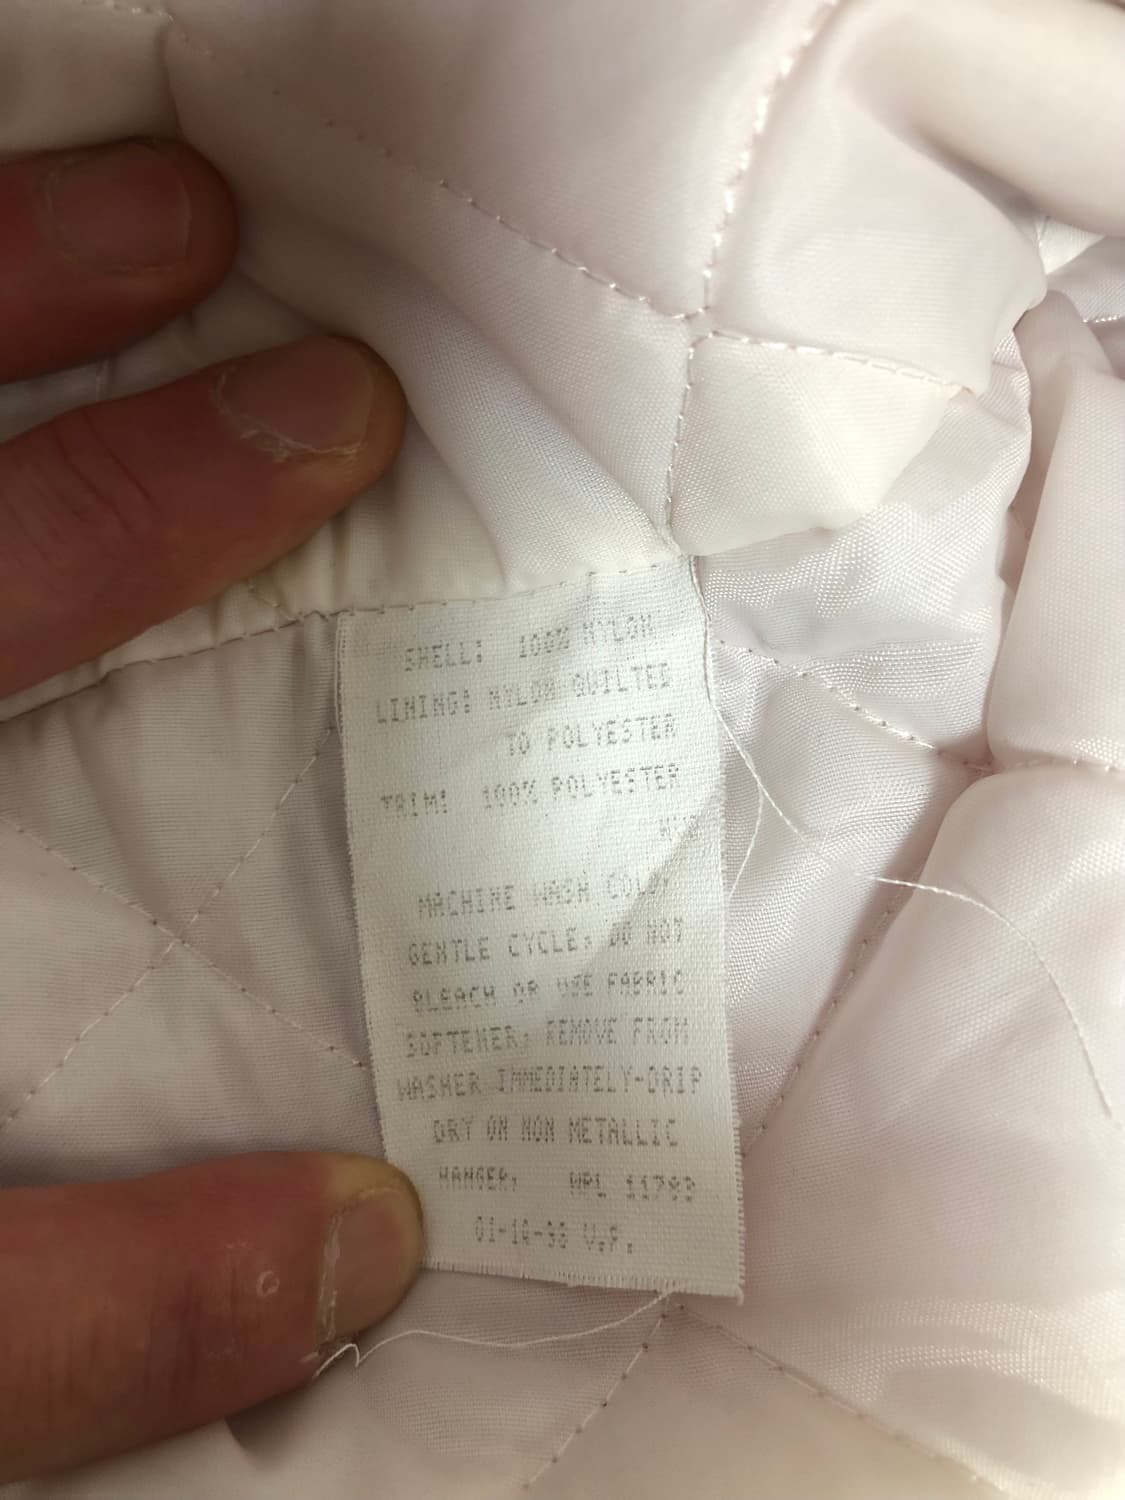 SHELL: 100% NYLON
LINING: NYLON QUILTED
TO POLYESTER
TRIM: 100% POLYESTER
MACHINE WASH COLD,
GENTLE CYCLE, DO NOT
BLEACH OR USE FABRIC
SOFTENER, REMOVE FROM
WASHER IMMEDIATELY-DRIP
DRY ON NON METALLIC
HANGER, WPL